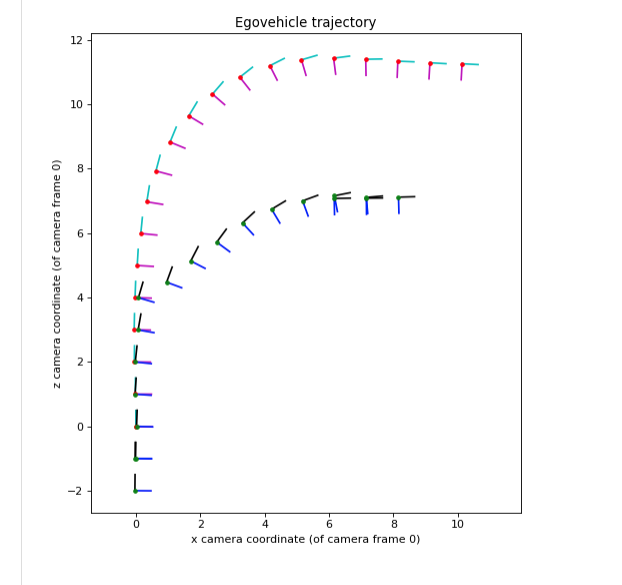 Egovehicle trajectory
12
10
8
6
4
2
0
−2
z camera coordinate (of camera frame 0)
0 2 4 6 8 10
x camera coordinate (of camera frame 0)